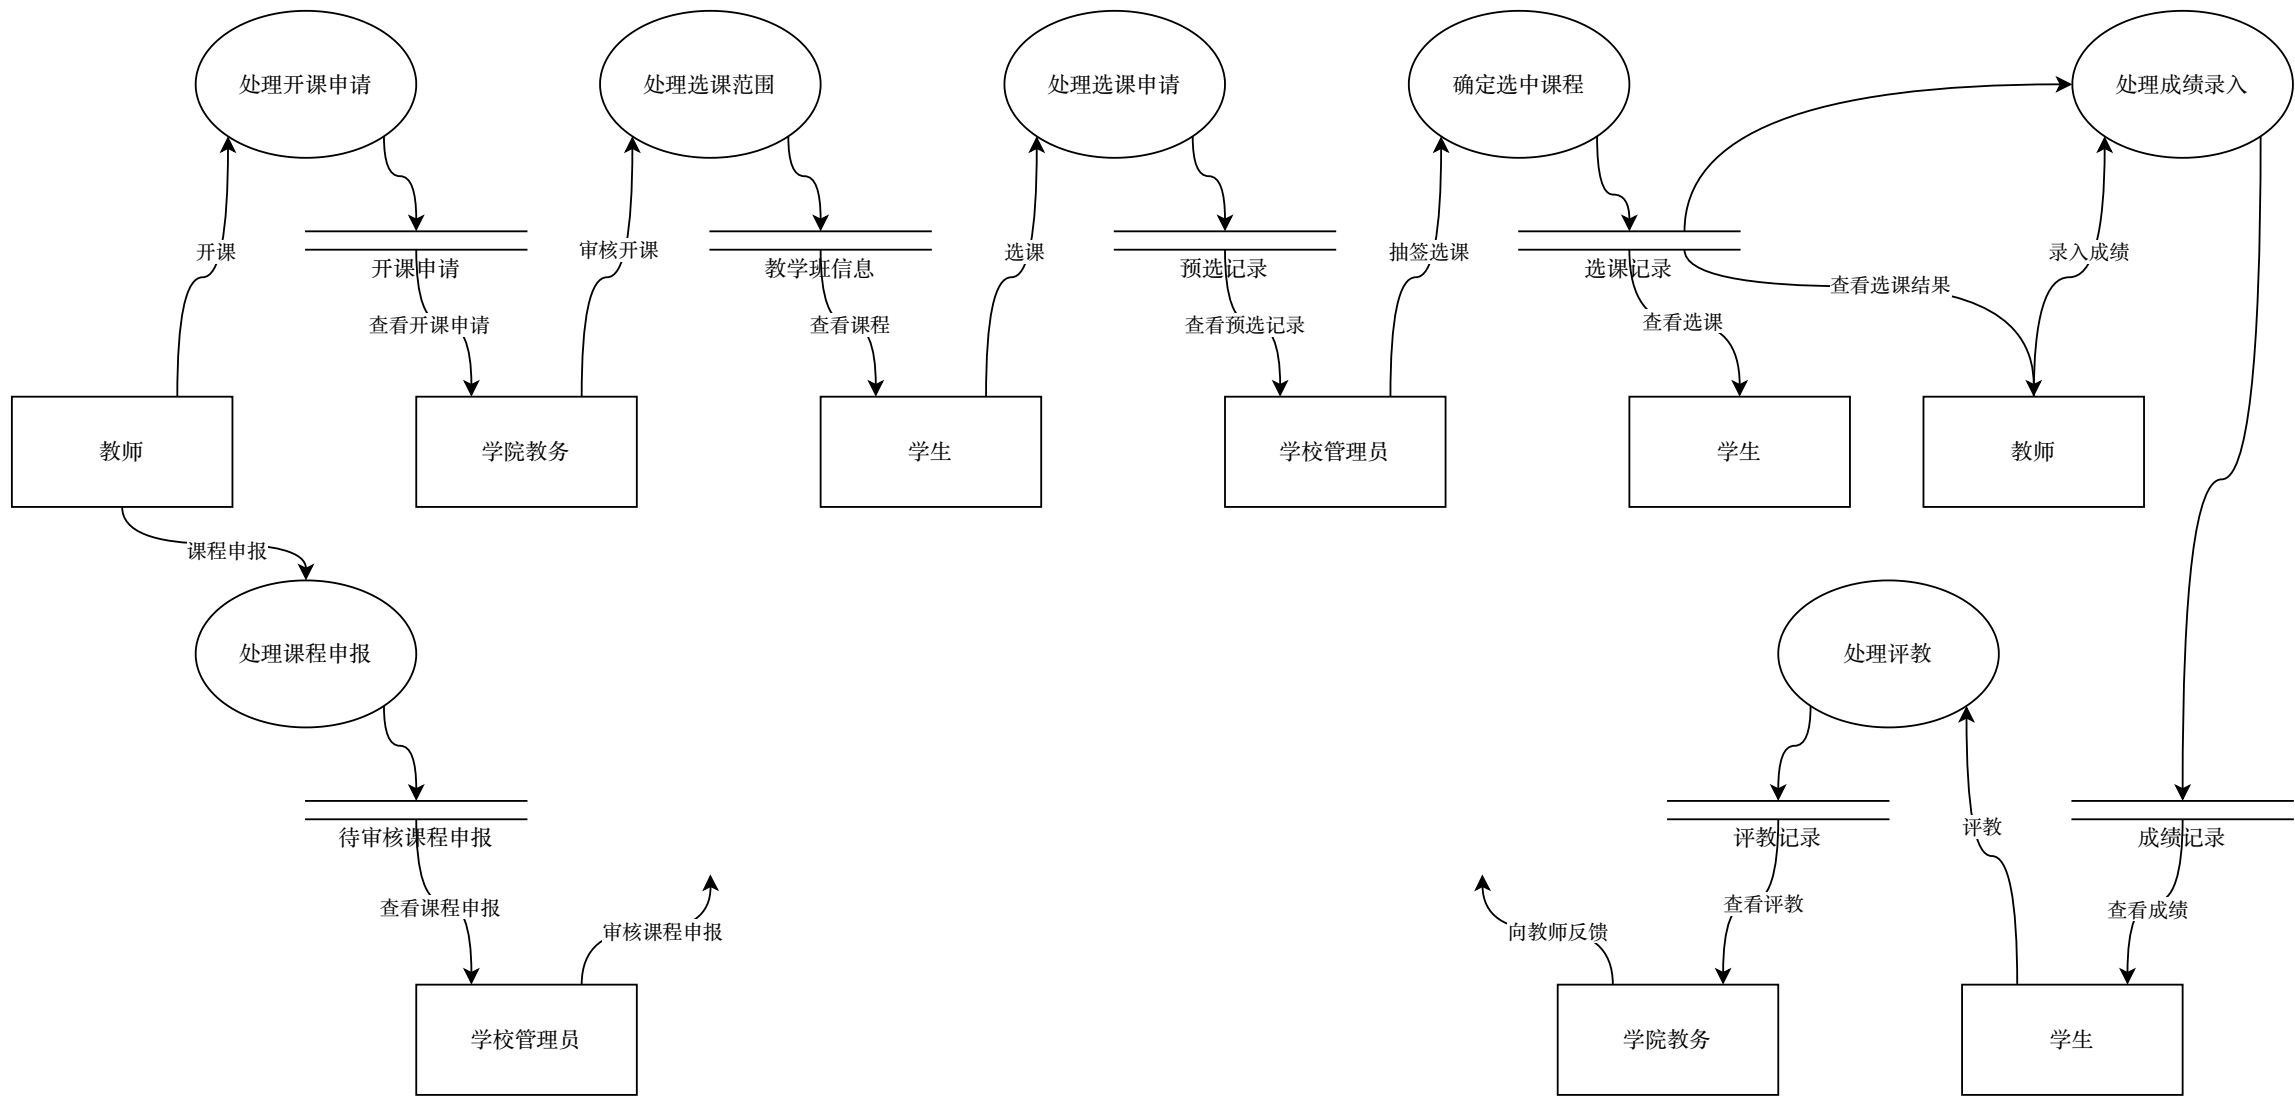 处理开课申请
处理选课范围
处理选课申请
确定选中课程
处理成绩录入
开课
审核开课
选课
抽签选课
录入成绩
开课申请
教学班信息
预选记录
选课记录
查看选课结果
查看开课申请
查看课程
查看预选记录
查看选课
教师
学院教务
学生
学校管理员
学生
教师
课程申报
处理课程申报
处理评教
评教
待审核课程申报
评教记录
成绩记录
查看课程申报
查看评教
查看成绩
审核课程申报
向教师反馈
学校管理员
学院教务
学生